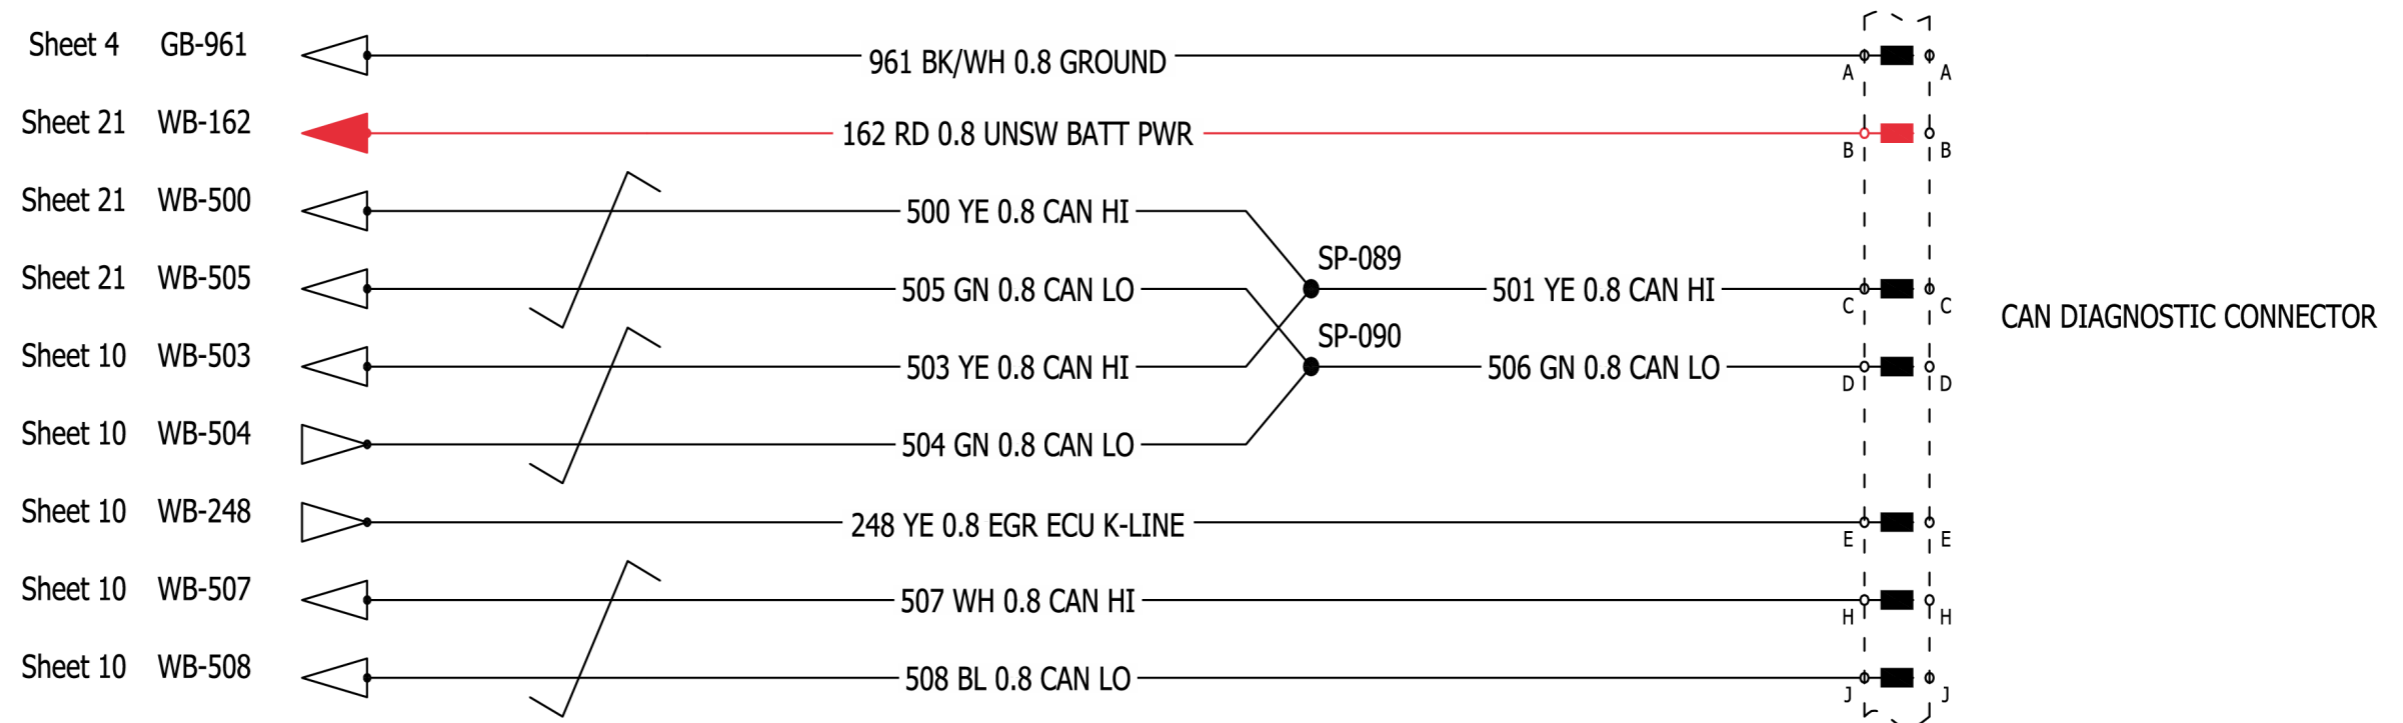 Sheet 4 GB-961 961 BK/WH 0.8 GROUND
A A
Sheet 21 WB-162 162 RD 0.8 UNSW BATT PWR
B B
Sheet 21 WB-500 500 YE 0.8 CAN HI
SP-089
Sheet 21 WB-505 505 GN 0.8 CAN LO 501 YE 0.8 CAN HI
C C
CAN DIAGNOSTIC CONNECTOR
SP-090
Sheet 10 WB-503 503 YE 0.8 CAN HI 506 GN 0.8 CAN LO
D D
Sheet 10 WB-504 504 GN 0.8 CAN LO
Sheet 10 WB-248 248 YE 0.8 EGR ECU K-LINE
E E
Sheet 10 WB-507 507 WH 0.8 CAN HI
H H
Sheet 10 WB-508 508 BL 0.8 CAN LO
J J